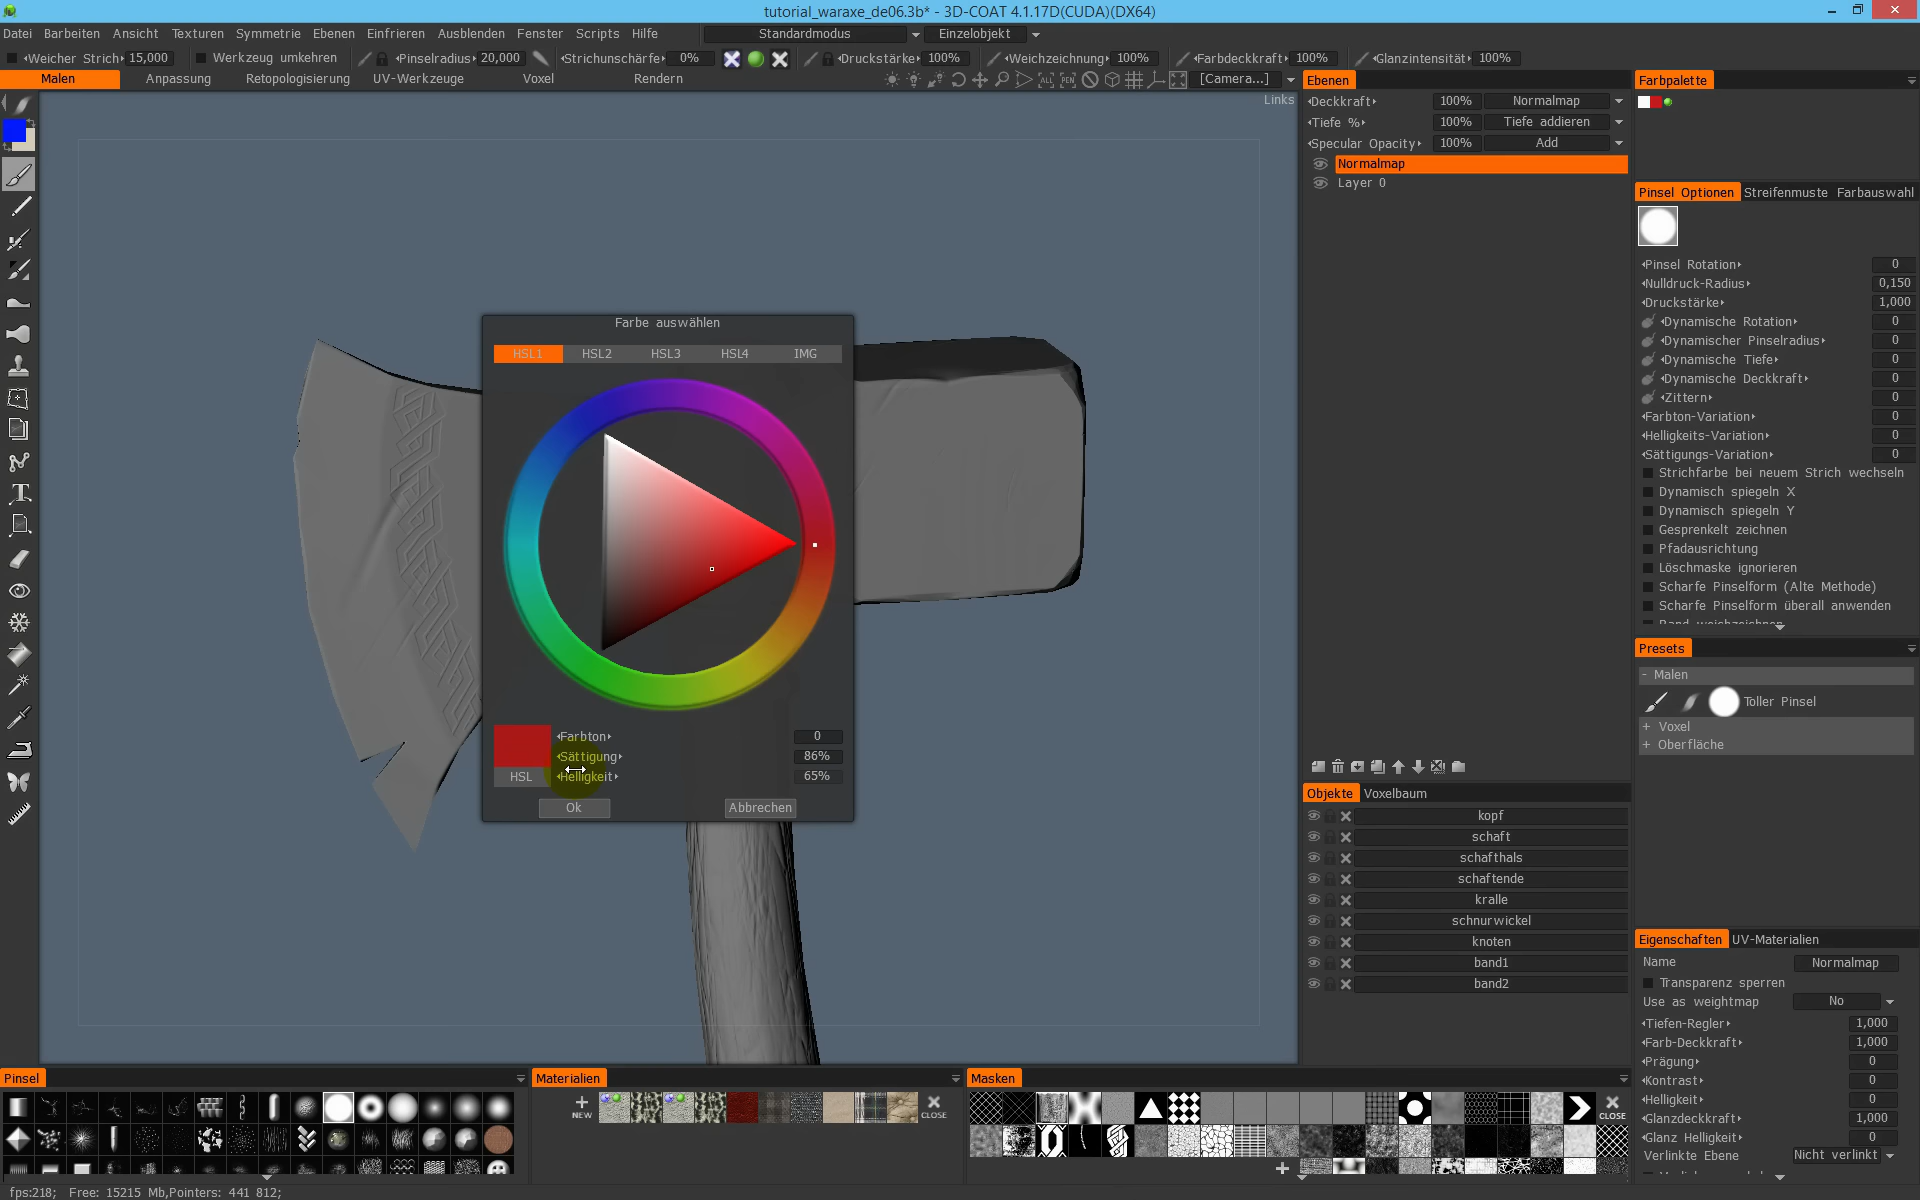 tutorial_waraxe_de06.3b* - 3D-COAT 4.1.17D(CUDA)(DX64)
Datei Barbeiten Ansicht Texturen Symmetrie Ebenen Einfrieren Ausblenden Fenster Scripts Hilfe Standardmodus Einzelobjekt
Weicher Strich 15,000 Werkzeug umkehren Pinselradius 20,000 Strichunschärfe 0% Druckstärke 100% Weichzeichnung 100% Farbdeckkraft 100% Glanzintensität 100%
Malen Anpassung Retopologisierung UV-Werkzeuge Voxel Rendern [Camera...]
Links
Ebenen
Deckkraft 100% Normalmap
Tiefe % 100% Tiefe addieren
Specular Opacity 100% Add
Normalmap
Layer 0
Farbpalette
Pinsel Optionen Streifenmuste Farbauswahl
Pinsel Rotation 0
Nulldruck-Radius 0,150
Druckstärke 1,000
Dynamische Rotation 0
Dynamischer Pinselradius 0
Dynamische Tiefe 0
Dynamische Deckkraft 0
Zittern 0
Farbton-Variation 0
Helligkeits-Variation 0
Sättigungs-Variation 0
Strichfarbe bei neuem Strich wechseln
Dynamisch spiegeln X
Dynamisch spiegeln Y
Gesprenkelt zeichnen
Pfadausrichtung
Löschmaske ignorieren
Scharfe Pinselform (Alte Methode)
Scharfe Pinselform überall anwenden
Rand weichzeichnen
Farbe auswählen
HSL1 HSL2 HSL3 HSL4 IMG
Farbton 0
Sättigung 86%
HSL Helligkeit 65%
Ok Abbrechen
Presets
- Malen
Toller Pinsel
+ Voxel
+ Oberfläche
Objekte Voxelbaum
kopf
schaft
schafthals
schaftende
kralle
schnurwickel
knoten
band1
band2
Eigenschaften UV-Materialien
Name Normalmap
Transparenz sperren
Use as weightmap No
Tiefen-Regler 1,000
Farb-Deckkraft 1,000
Prägung 0
Kontrast 0
Helligkeit 0
Glanzdeckkraft 1,000
Glanz Helligkeit 0
Verlinkte Ebene Nicht verlinkt
Pinsel
Materialien
NEW CLOSE
Masken
CLOSE
fps:218; Free: 15215 Mb,Pointers: 441 812;